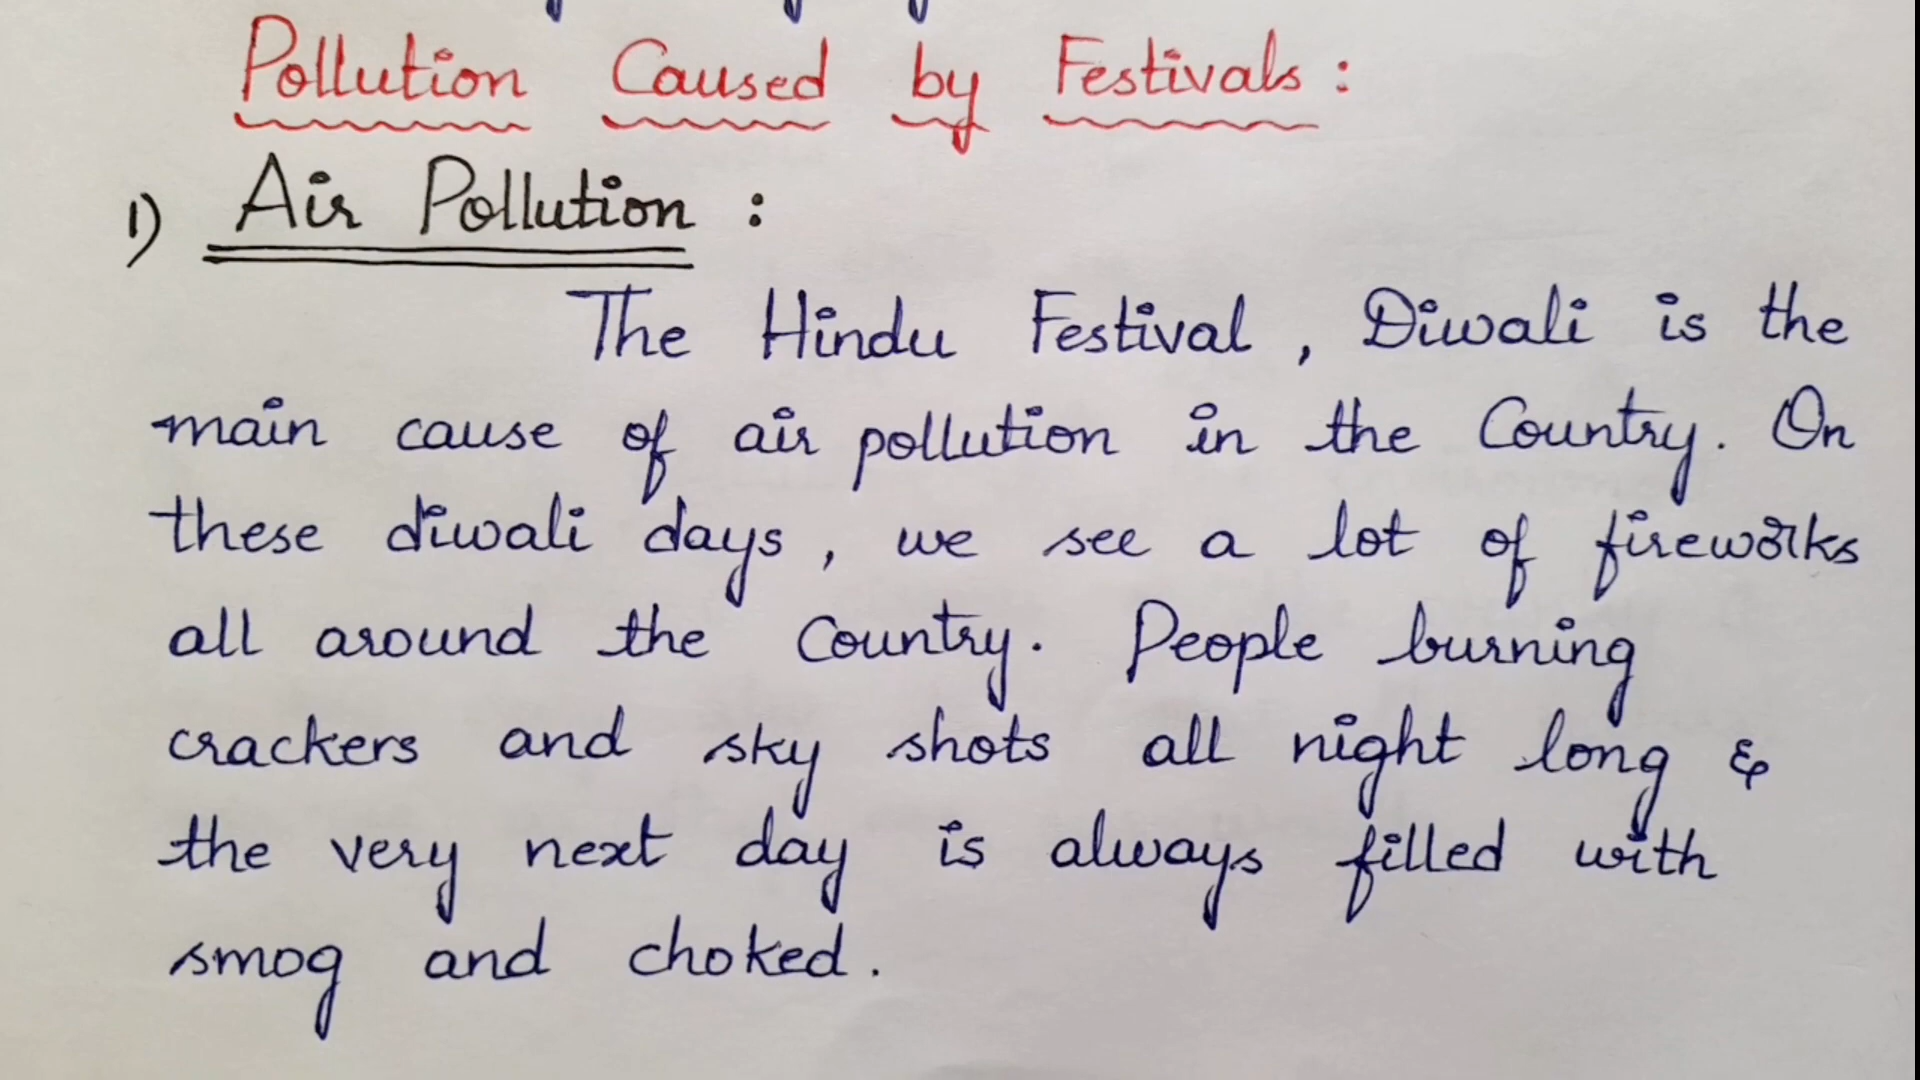 Pollution Caused by Festivals :
1) Air Pollution :
The Hindu Festival , Diwali is the
main cause of air pollution in the Country. On
these diwali days , we see a lot of fireworks
all around the Country. People burning
crackers and sky shots all night long &
the very next day is always filled with
smog and choked.